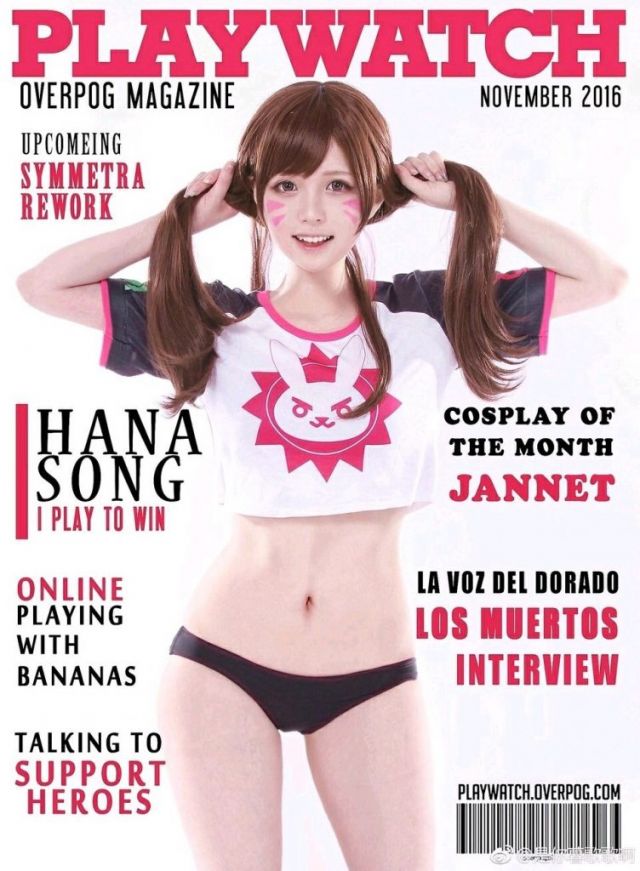 PLAYWATCH
OVERPOG MAGAZINE
NOVEMBER 2016
UPCOMEING
SYMMETRA
REWORK
HANA
SONG
I PLAY TO WIN
COSPLAY OF
THE MONTH
JANNET
ONLINE
PLAYING
WITH
BANANAS
LA VOZ DEL DORADO
LOS MUERTOS
INTERVIEW
TALKING TO
SUPPORT
HEROES
PLAYWATCH.OVERPOG.COM